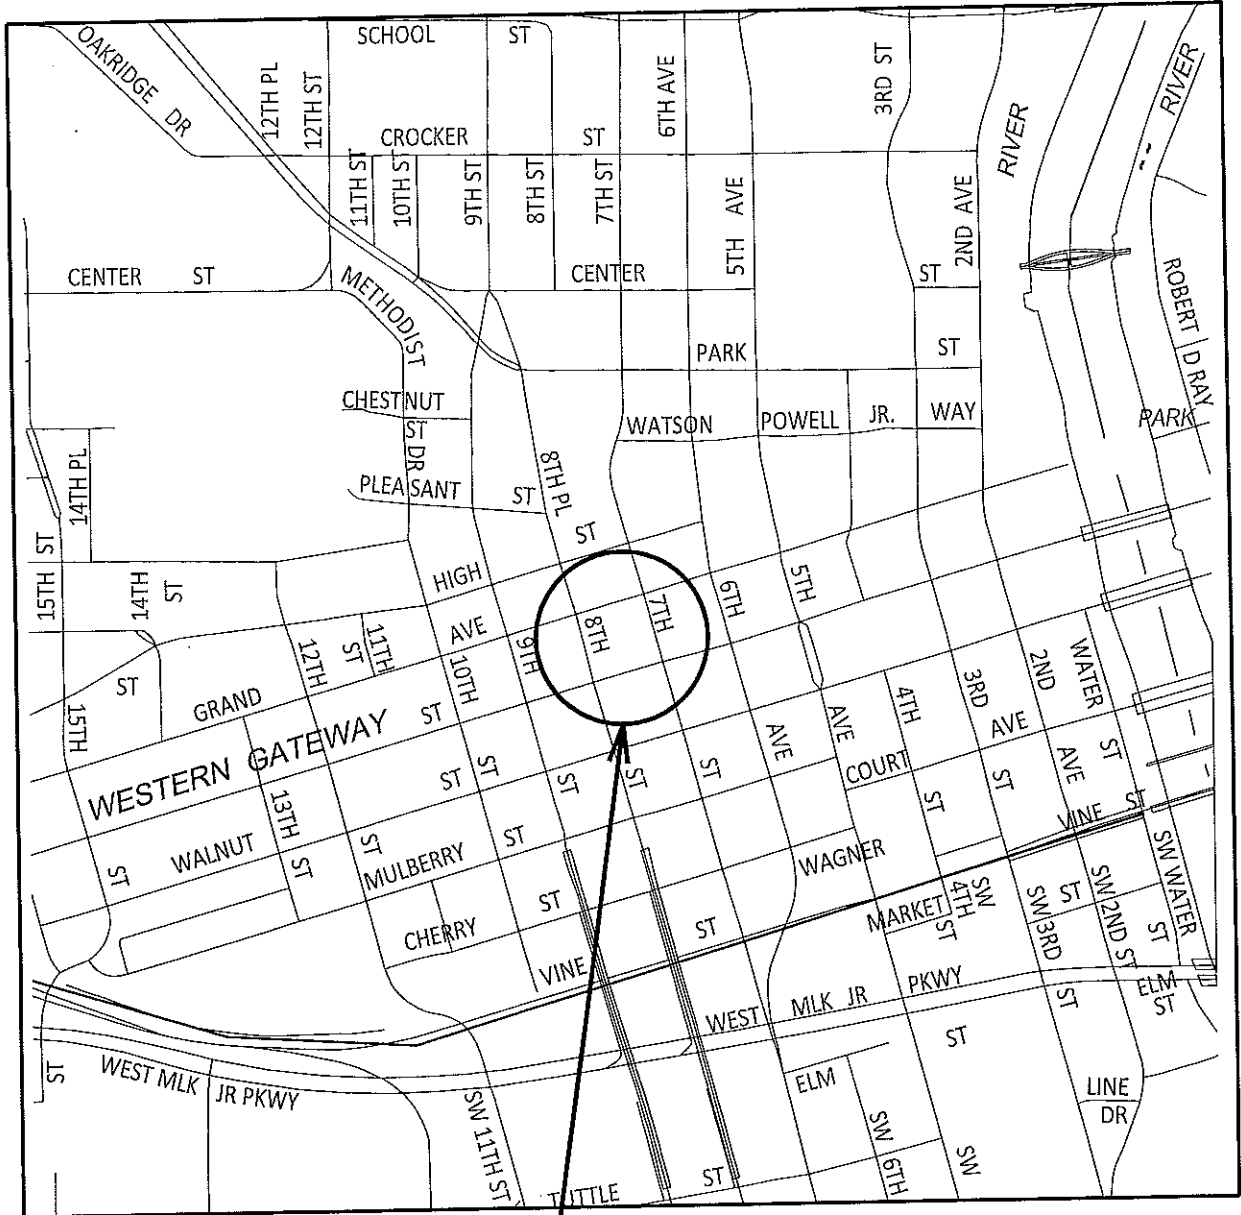 OAKRIDGE DR
SCHOOL ST
12TH PL
12TH ST
6TH AVE
3RD ST
RIVER
RIVER
CROCKER ST
11TH ST
10TH ST
9TH ST
8TH ST
7TH ST
5TH AVE
2ND AVE
CENTER ST
METHODIST
CENTER
ST
ROBERT D RAY
PARK ST
CHESTNUT
ST
DR
WATSON POWELL JR. WAY
PARK
14TH PL
PLEASANT ST
8TH PL
ST
15TH ST
14TH ST
HIGH
AVE
11TH ST
12TH
10TH
9TH
8TH
7TH
6TH
5TH
ST
GRAND
15TH
WESTERN GATEWAY
ST
4TH
3RD
2ND
WATER
AVE
AVE
AVE
AVE
ST
COURT
ST
ST
ST
ST
ST
ST
ST
ST
13TH
ST
WALNUT
ST
ST
MULBERRY ST
WAGNER
VINE ST
ST
CHERRY
ST
ST
MARKET
ST
SW 4TH
SW 3RD
ST
SW 2ND ST
SW WATER
ST
VINE
WEST MLK JR PKWY
ELM ST
ST
ST
WEST MLK JR PKWY
SW 11TH ST
ELM
ST
LINE DR
SW 6TH
SW
TUTTLE
ST